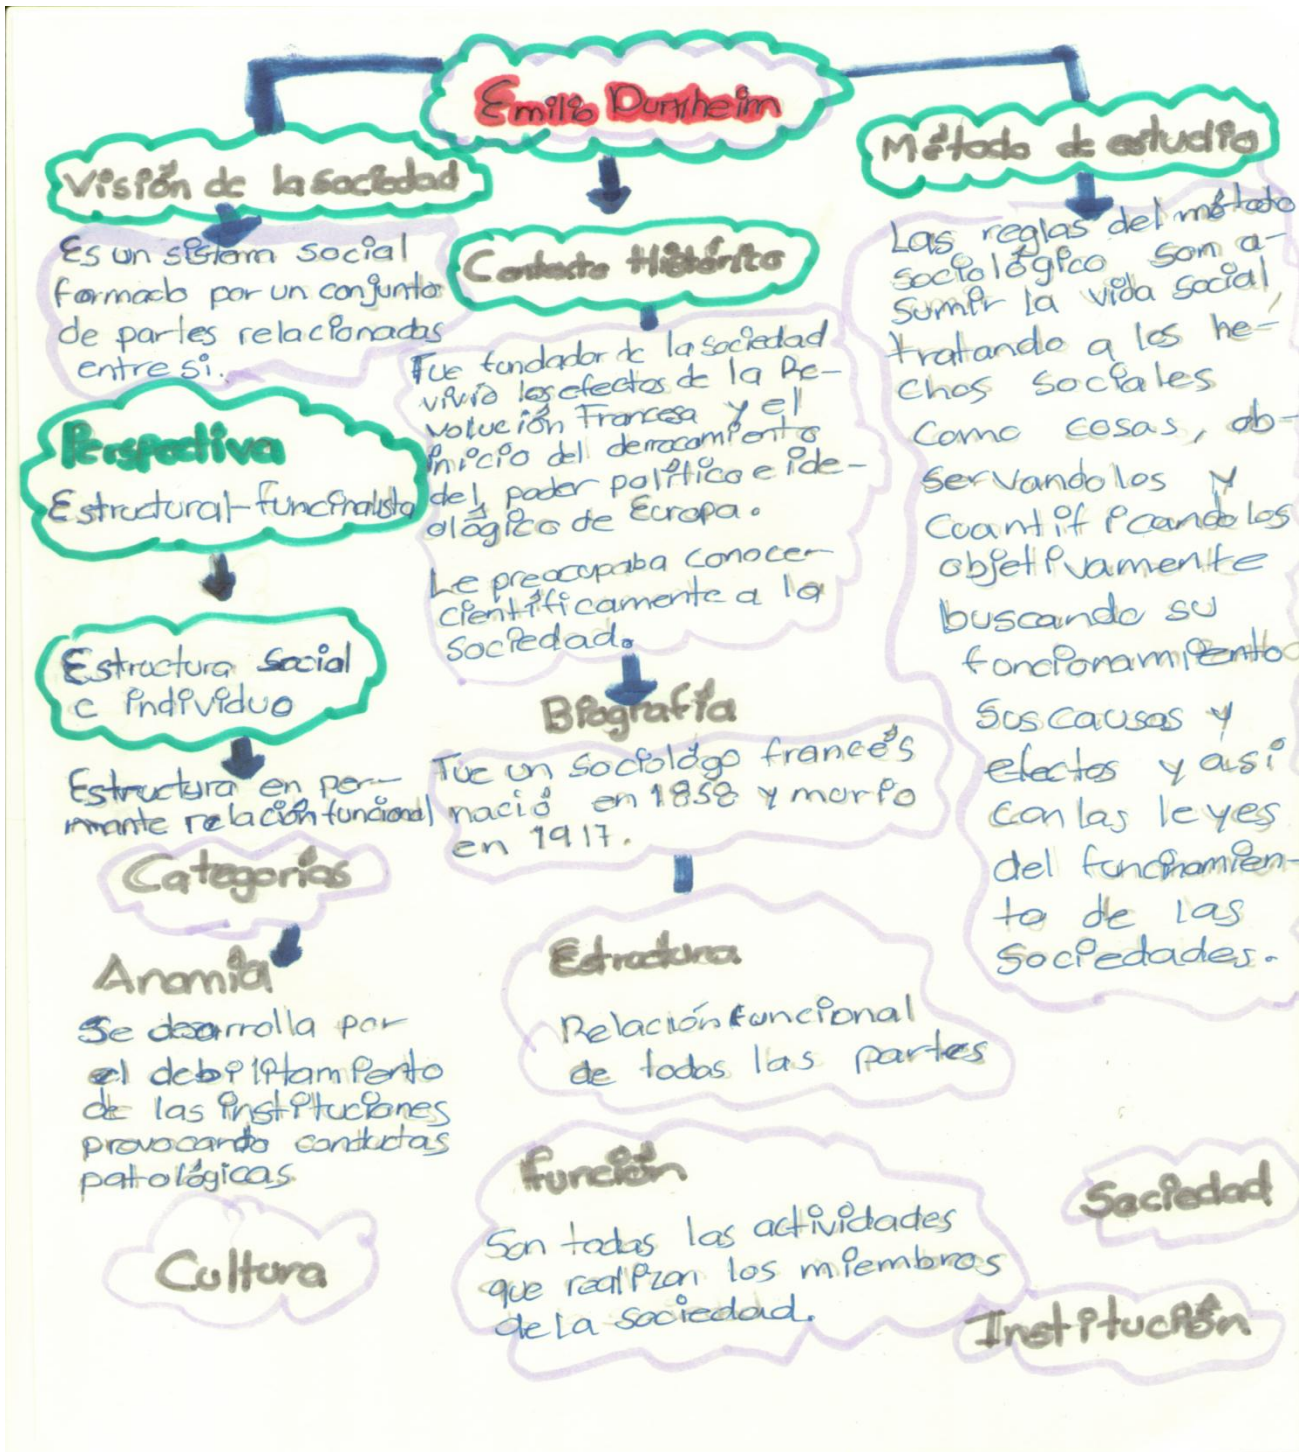 Emilio Durkheim
Visión de la sociedad
Es un sistem social
formado por un conjunto
de partes relacionadas
entre si.
Perspectiva
Estructural-funcinalista
Estructura social
e individuo
Estructura en per-
mante relación funcional
Categorías
Anomia
Se desarrolla por
el debilitamiento
de las instituciones
provocando conductas
patológicas
Cultura
Contexto Histórico
Fue fundador de la sociedad
vivió los efectos de la Re-
volución Francesa y el
inicio del derrocamiento
del poder político e ide-
ológico de Europa.
Le preocupaba conocer
científicamente a la
sociedad.
Biografía
Fue un sociológo francés
nació en 1858 y murio
en 1917.
Estructura
Relación funcional
de todas las partes
Función
Son todas las actividades
que realizan los miembros
de la sociedad.
Método de estudio
Las reglas del método
sociológico son a-
sumir la vida social,
tratando a los he-
chos sociales
como cosas, ob-
servandolos y
cuantificandolos
objetivamente
buscando su
funcionamiento
sus causas y
efectos y así
con las leyes
del funcinamien-
to de las
sociedades.
Sociedad
Institución